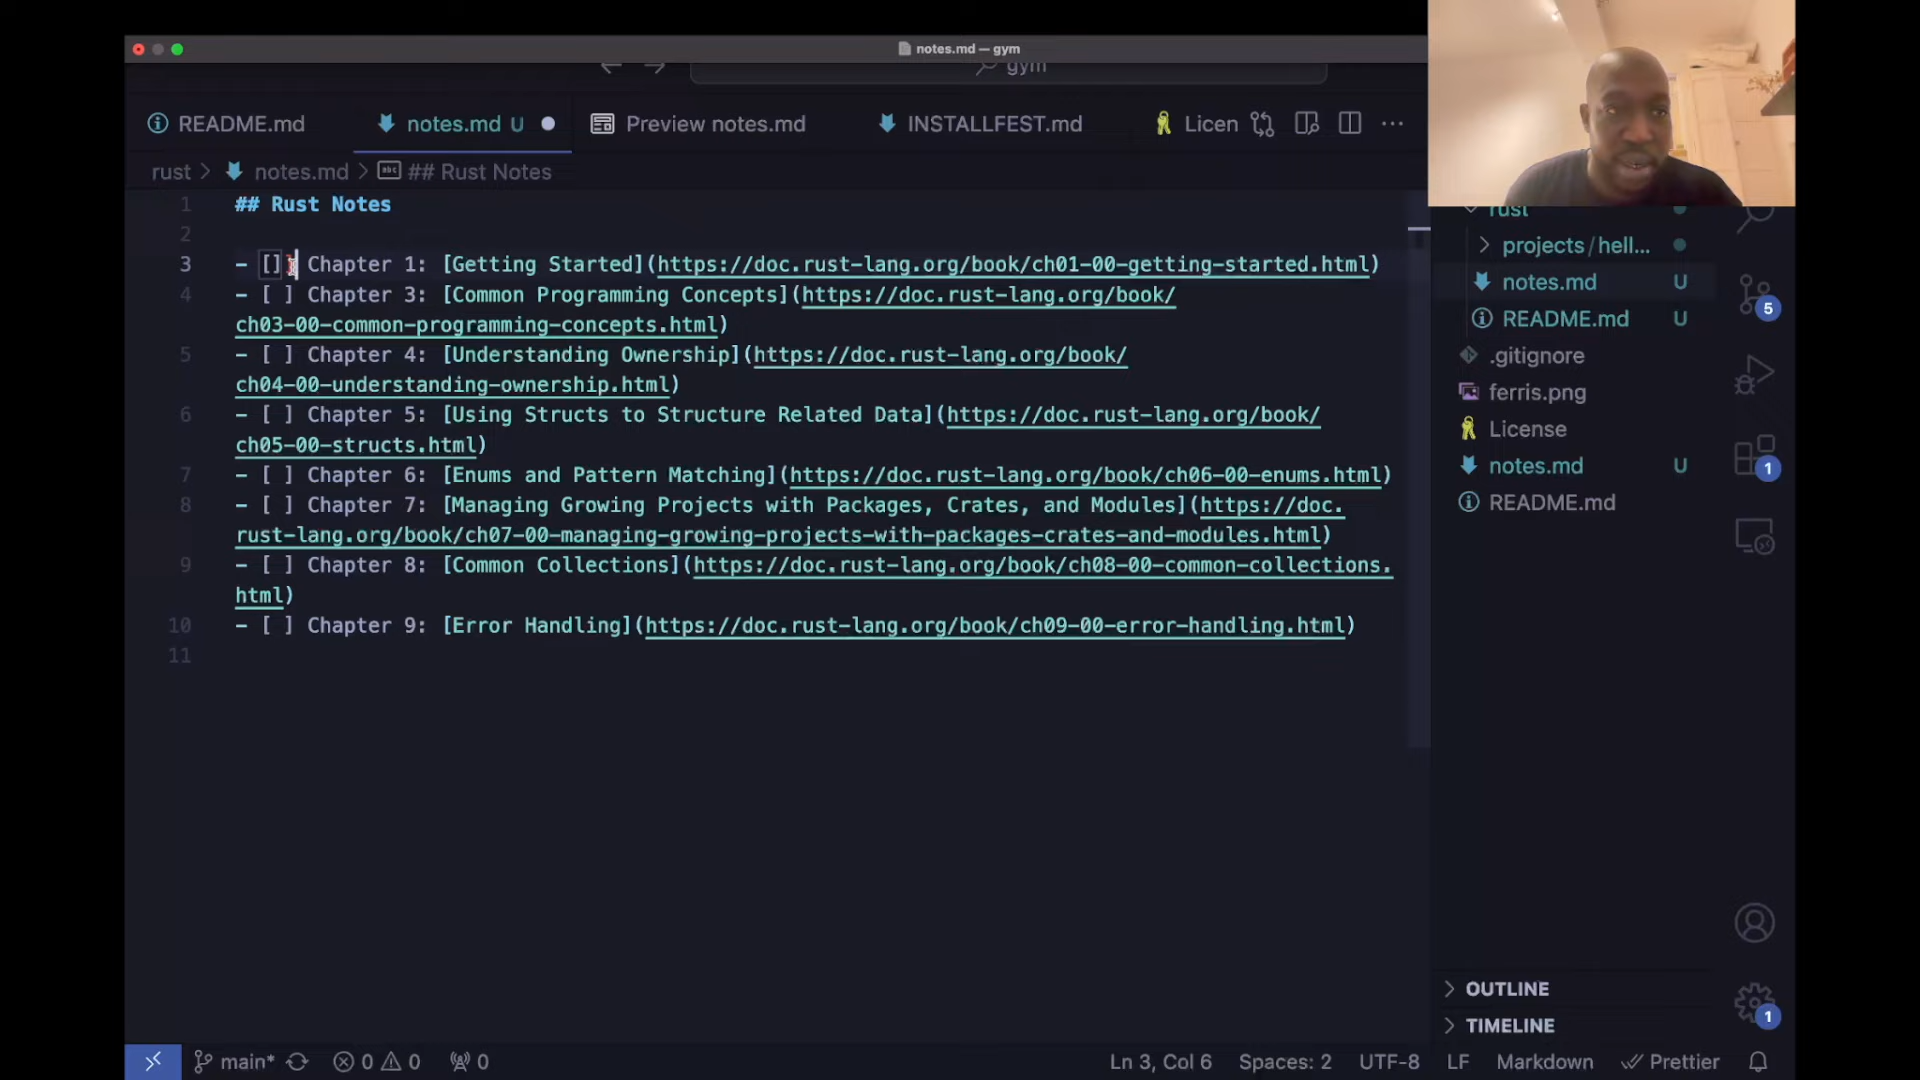 notes.md — gym
gym
README.md
notes.md U
Preview notes.md
INSTALLFEST.md
Licen
rust > notes.md > ## Rust Notes
1 ## Rust Notes
2
3 - []] Chapter 1: [Getting Started](https://doc.rust-lang.org/book/ch01-00-getting-started.html)
4 - [ ] Chapter 3: [Common Programming Concepts](https://doc.rust-lang.org/book/
ch03-00-common-programming-concepts.html)
5 - [ ] Chapter 4: [Understanding Ownership](https://doc.rust-lang.org/book/
ch04-00-understanding-ownership.html)
6 - [ ] Chapter 5: [Using Structs to Structure Related Data](https://doc.rust-lang.org/book/
ch05-00-structs.html)
7 - [ ] Chapter 6: [Enums and Pattern Matching](https://doc.rust-lang.org/book/ch06-00-enums.html)
8 - [ ] Chapter 7: [Managing Growing Projects with Packages, Crates, and Modules](https://doc.
rust-lang.org/book/ch07-00-managing-growing-projects-with-packages-crates-and-modules.html)
9 - [ ] Chapter 8: [Common Collections](https://doc.rust-lang.org/book/ch08-00-common-collections.
html)
10 - [ ] Chapter 9: [Error Handling](https://doc.rust-lang.org/book/ch09-00-error-handling.html)
11
rust
projects/hell...
notes.md U
README.md U
.gitignore
ferris.png
License
notes.md U
README.md
5
1
OUTLINE
TIMELINE
1
main* 0 0 0
Ln 3, Col 6 Spaces: 2 UTF-8 LF Markdown Prettier